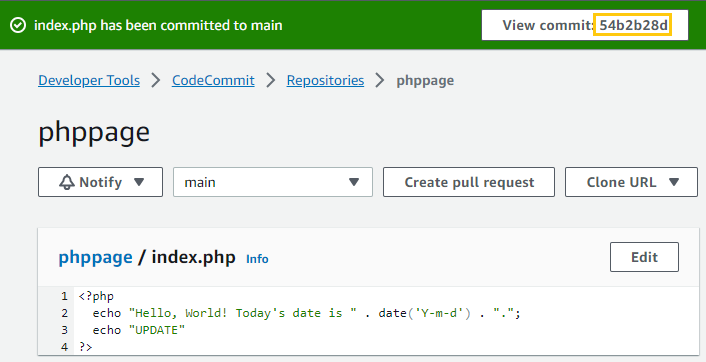 index.php has been committed to main View commit: 54b2b28d
Developer Tools > CodeCommit > Repositories > phppage
phppage
Notify main Create pull request Clone URL
phppage / index.php Info Edit
1 <?php
2 echo "Hello, World! Today's date is " . date('Y-m-d') . ".";
3 echo "UPDATE"
4 ?>